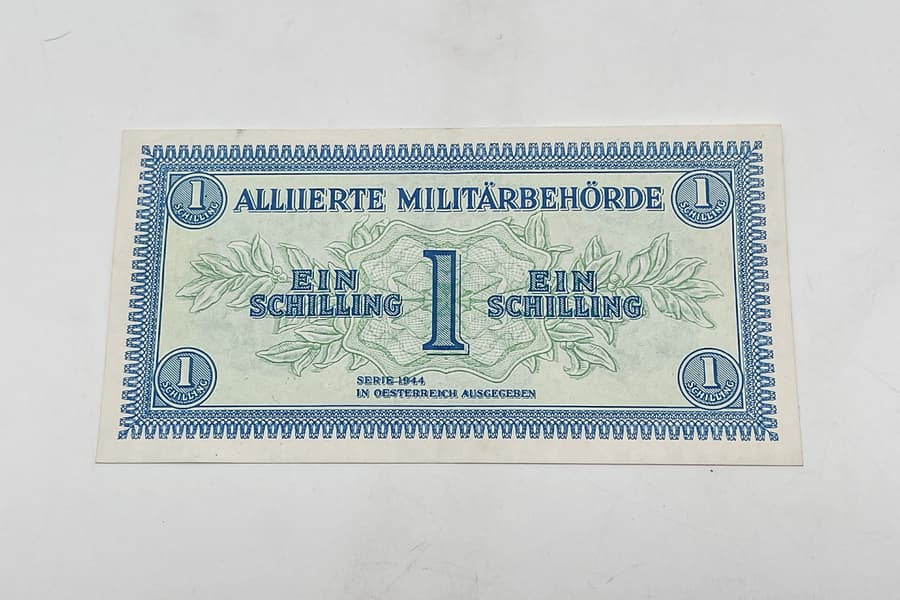 1 SCHILLING
ALLIIERTE MILITÄRBEHÖRDE
1 SCHILLING
EIN SCHILLING
1
EIN SCHILLING
1 SCHILLING
SERIE 1944
IN OESTERREICH AUSGEGEBEN
1 SCHILLING